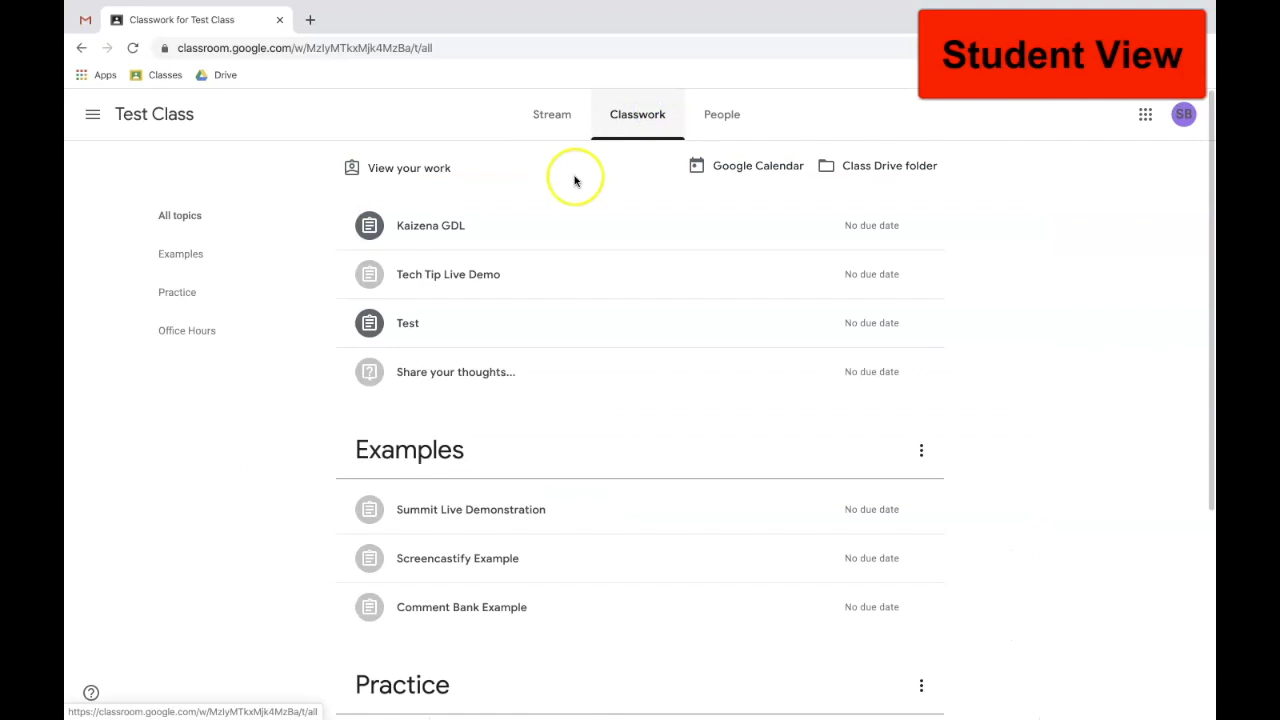 Classwork for Test Class
Student View
classroom.google.com/w/MzIyMTkxMjk4MzBa/t/all
Apps Classes Drive
Test Class Stream Classwork People SB
View your work Google Calendar Class Drive folder
All topics
Examples
Practice
Office Hours
Kaizena GDL No due date
Tech Tip Live Demo No due date
Test No due date
Share your thoughts... No due date
Examples
Summit Live Demonstration No due date
Screencastify Example No due date
Comment Bank Example No due date
Practice
https://classroom.google.com/w/MzIyMTkxMjk4MzBa/t/all